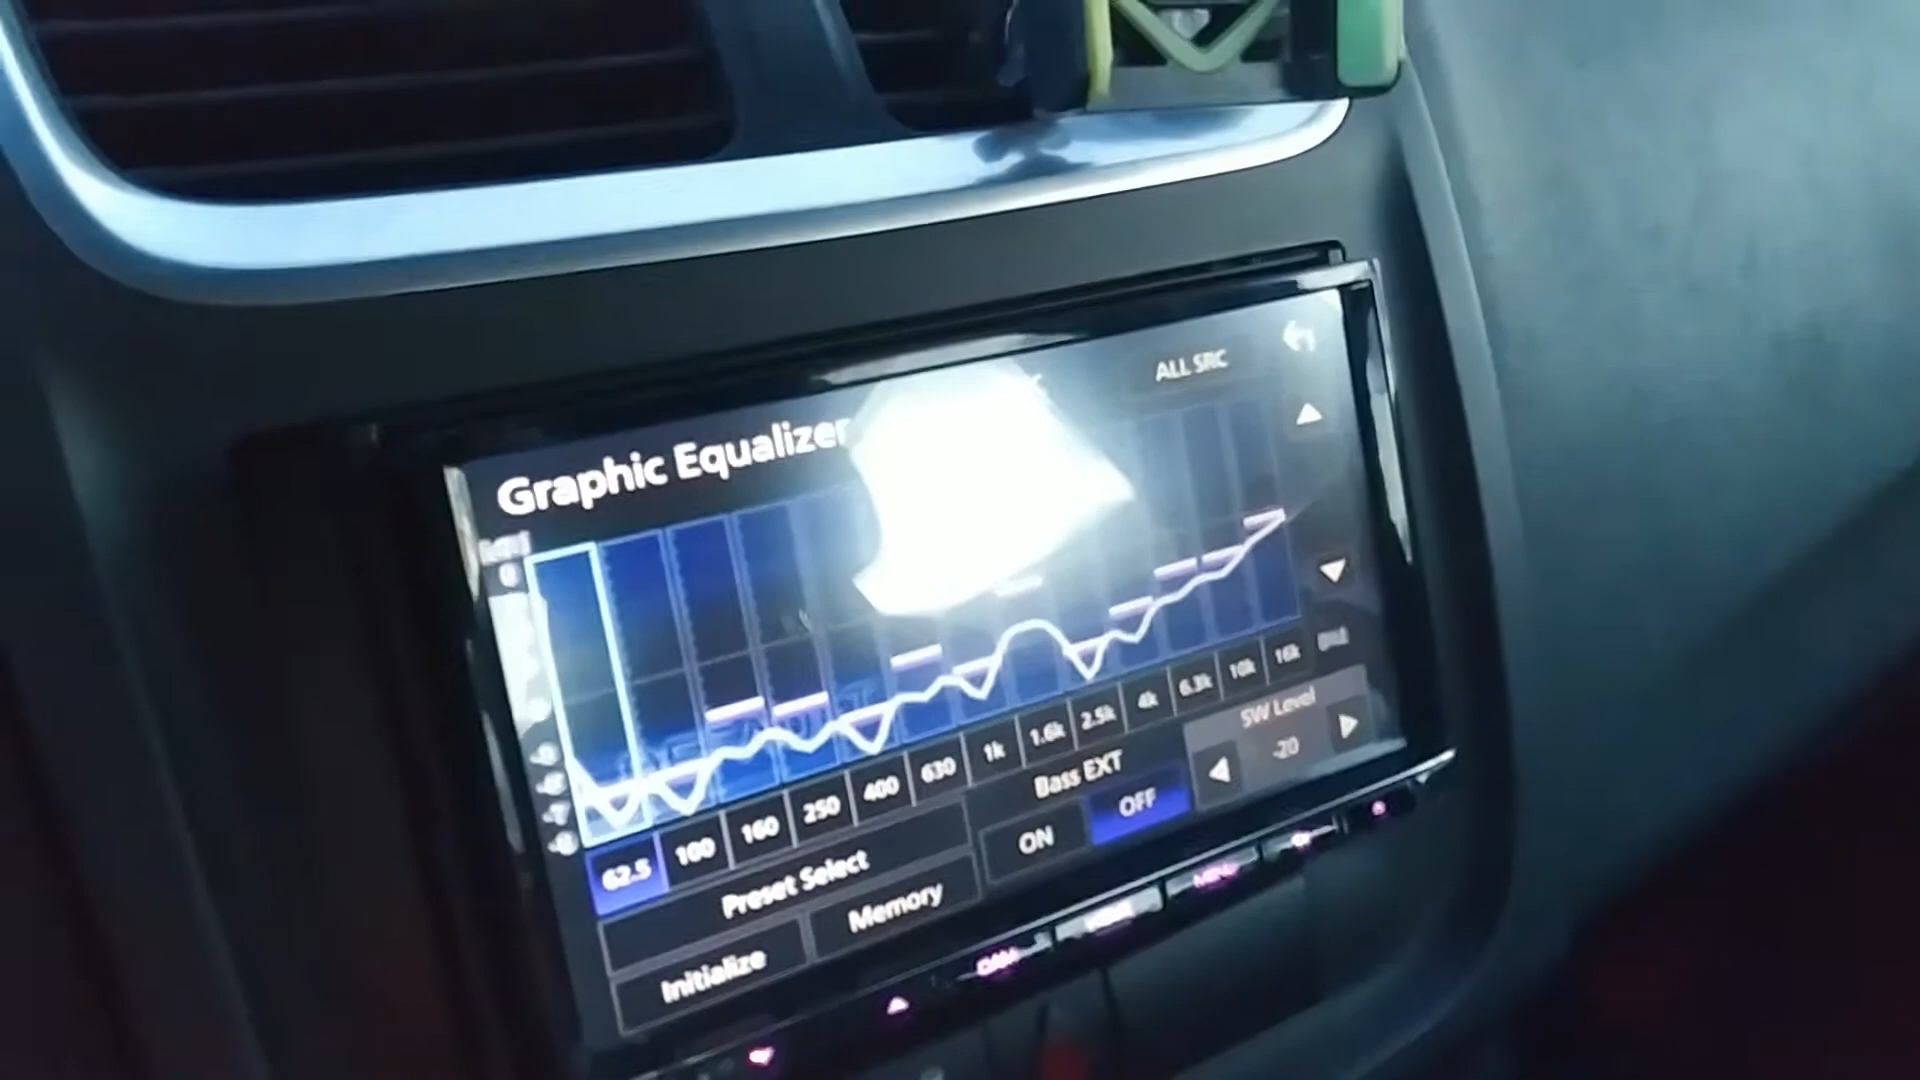 ALL SRC
Graphic Equalizer
62.5 100 160 250 400 630 1k 1.6k 2.5k 4k 6.3k 10k 16k
SW Level
-20
Bass EXT
ON OFF
Preset Select
Memory
Initialize
MENU